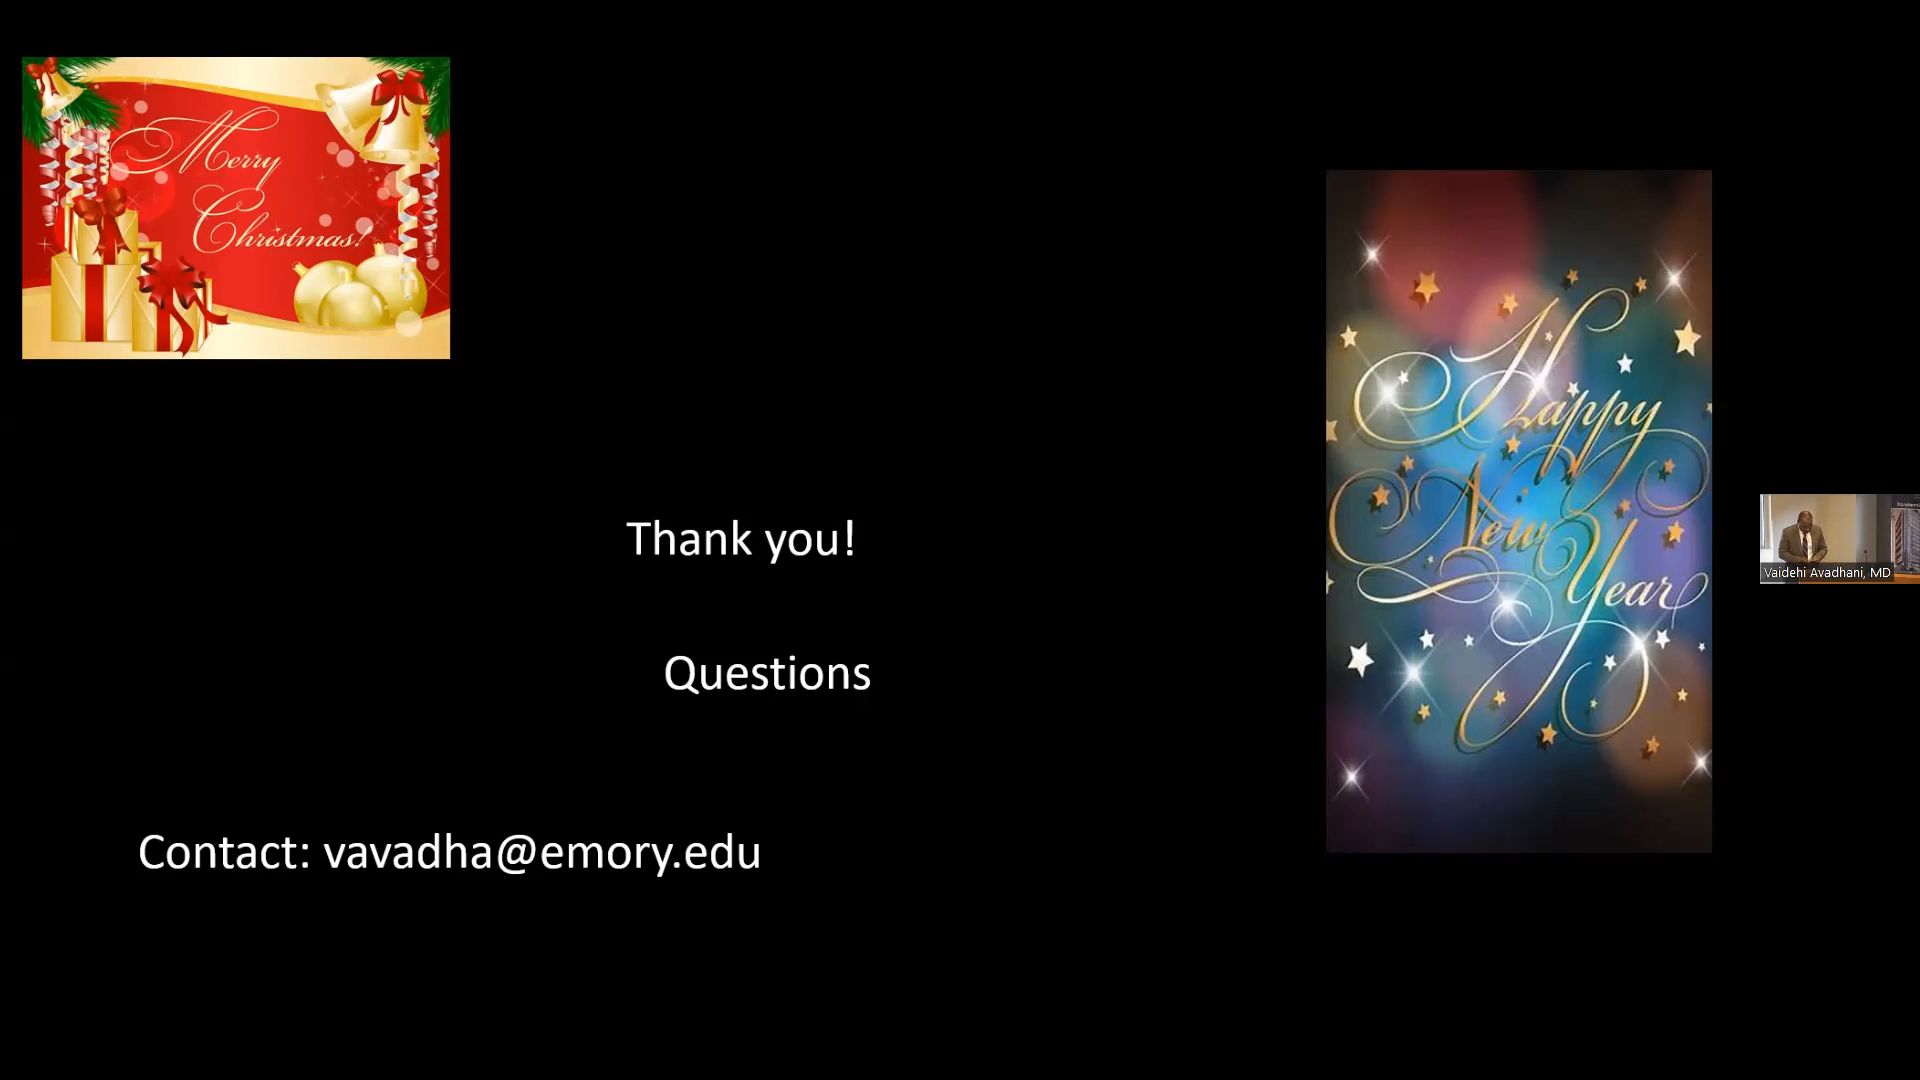 Merry
Christmas!
Happy
New
Year
Thank you!
Questions
Vaidehi Avadhani, MD
Contact: vavadha@emory.edu